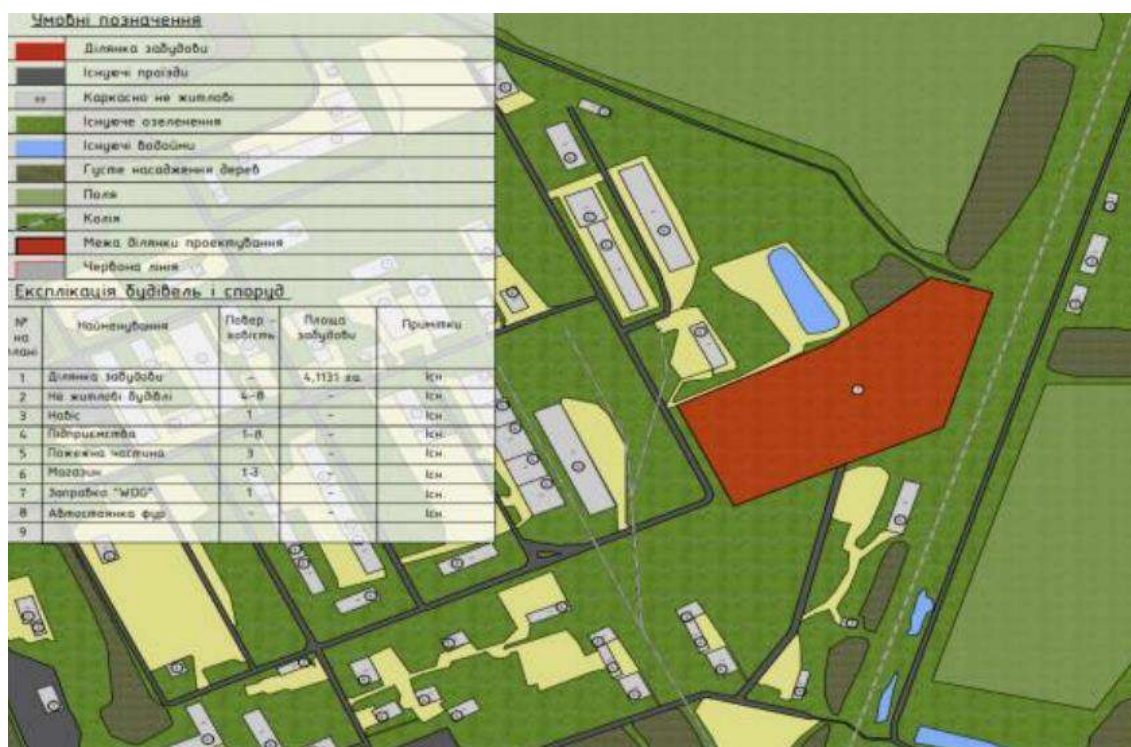 Умовні позначення
Ділянка забудови
Існуючі проїзди
Каркасно не житлові
Існуюче озеленення
Існуючі водойми
Густе насадження дерев
Поля
Колія
Межа ділянки проектування
Червона лінія
Експлікація будівель і споруд
№ на плані Найменування Повер-ховість Площа забудови Примітки
1 Ділянка забудови - 4,1131 га. Існ.
2 Не житлові будівлі 4-8 - Існ.
3 Навіс 1 - Існ.
4 Підприємства 1-8 - Існ.
5 Пожежна частина 3 - Існ.
6 Магазин 1-3 - Існ.
7 Заправка "WOG" 1 - Існ.
8 Автостоянка фур - - Існ.
9